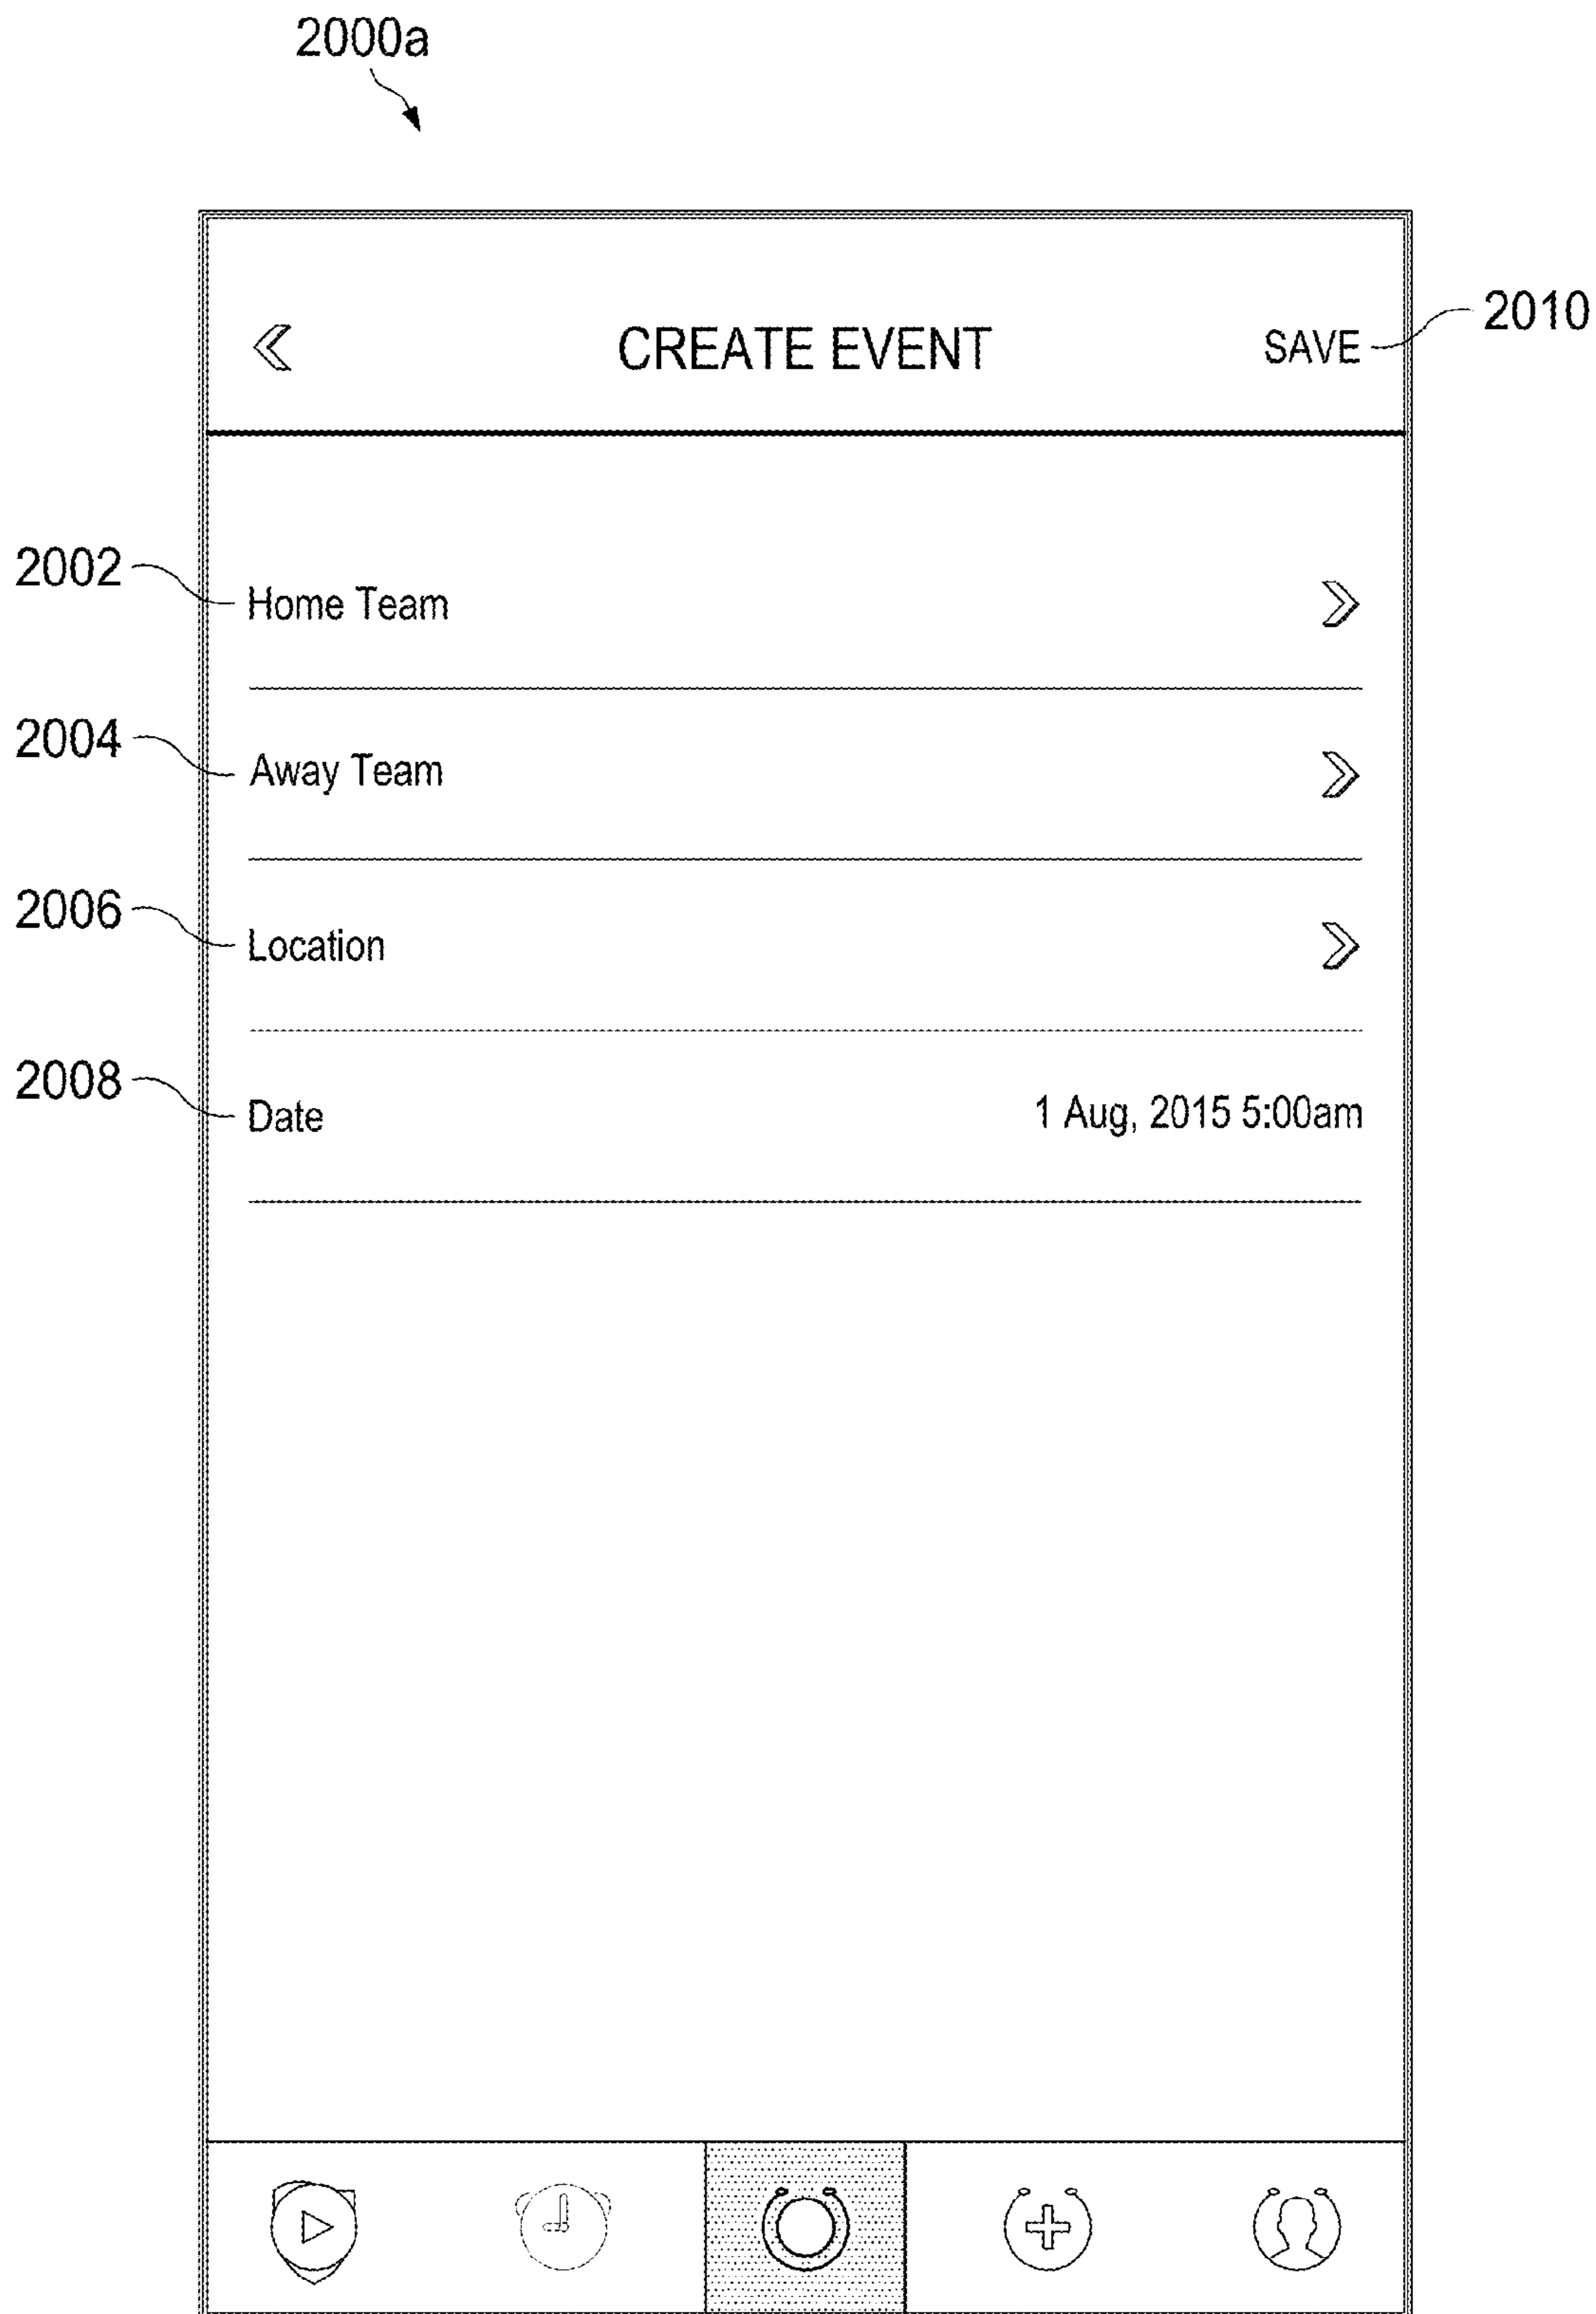 2000a
CREATE EVENT
SAVE
2010
2002
Home Team
2004
Away Team
2006
Location
2008
Date
1 Aug, 2015 5:00am